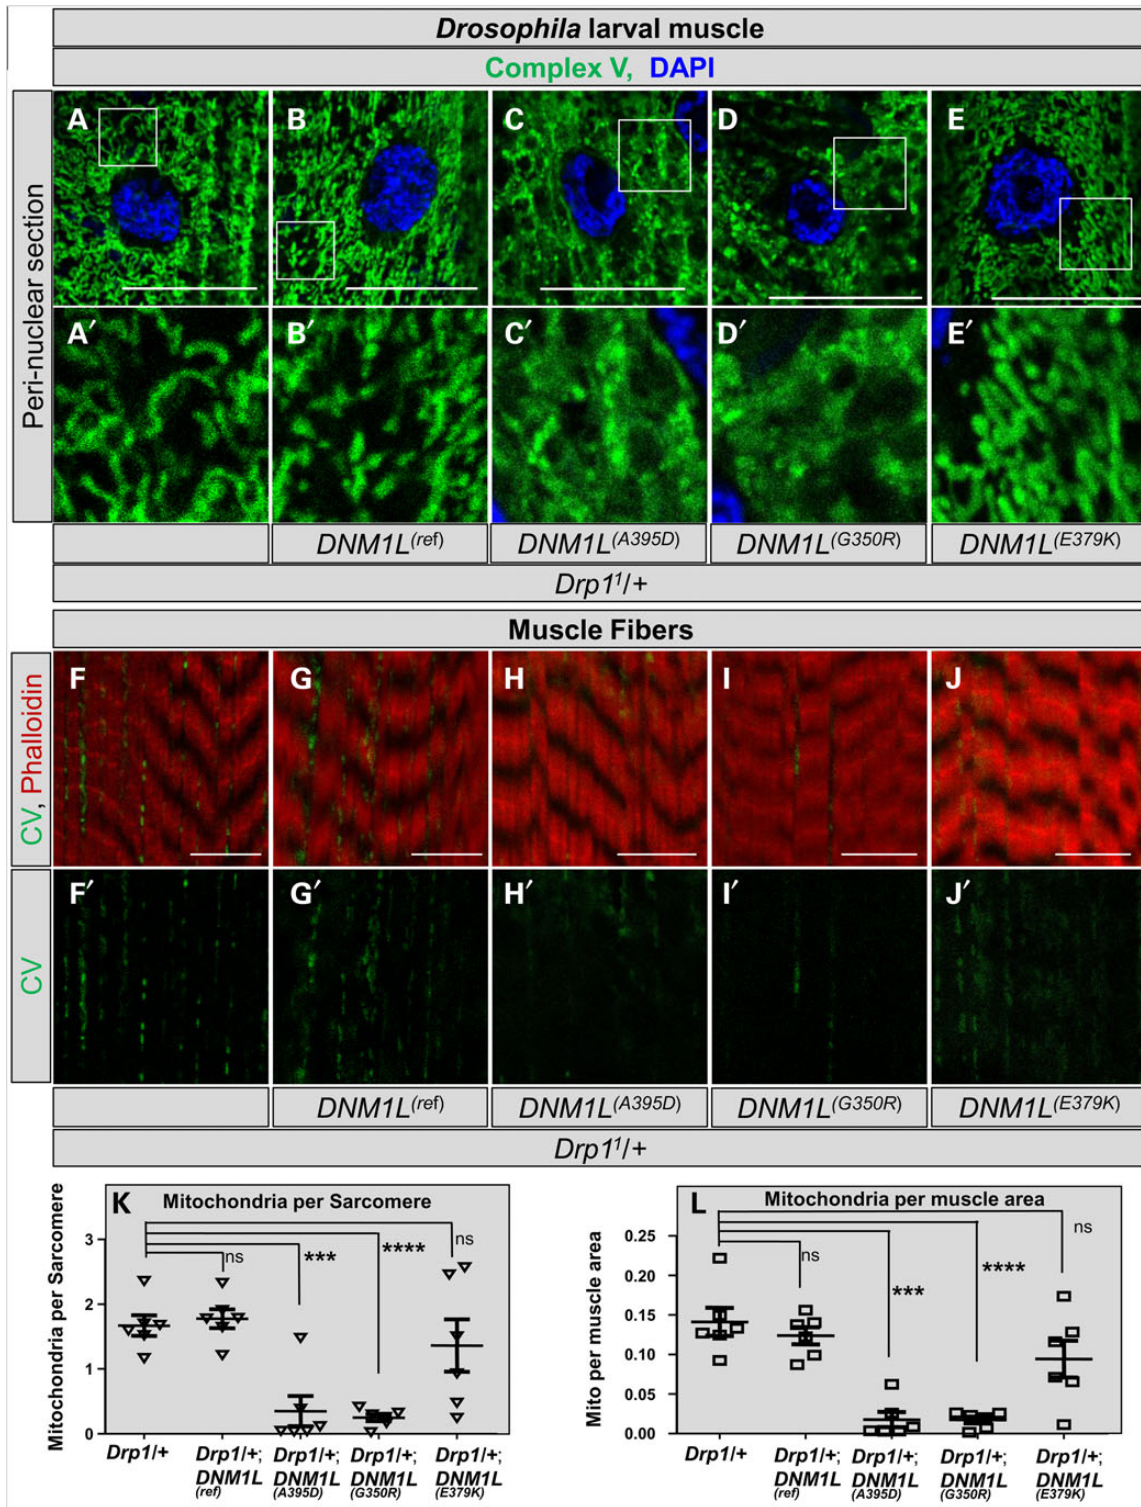 Drosophila larval muscle
Complex V, DAPI
Peri-nuclear section
A B C D E
A′ B′ C′ D′ E′
DNM1L(ref) DNM1L(A395D) DNM1L(G350R) DNM1L(E379K)
Drp1¹/+
Muscle Fibers
CV, Phalloidin
F G H I J
CV
F′ G′ H′ I′ J′
DNM1L(ref) DNM1L(A395D) DNM1L(G350R) DNM1L(E379K)
Drp1¹/+
K Mitochondria per Sarcomere
Mitochondria per Sarcomere
3
2
1
0
ns *** **** ns
Drp1/+ Drp1/+; Drp1/+; Drp1/+; Drp1/+;
DNM1L DNM1L DNM1L DNM1L
(ref) (A395D) (G350R) (E379K)
L Mitochondria per muscle area
Mito per muscle area
0.25
0.20
0.15
0.10
0.05
0.00
ns *** **** ns
Drp1/+ Drp1/+; Drp1/+; Drp1/+; Drp1/+;
DNM1L DNM1L DNM1L DNM1L
(ref) (A395D) (G350R) (E379K)